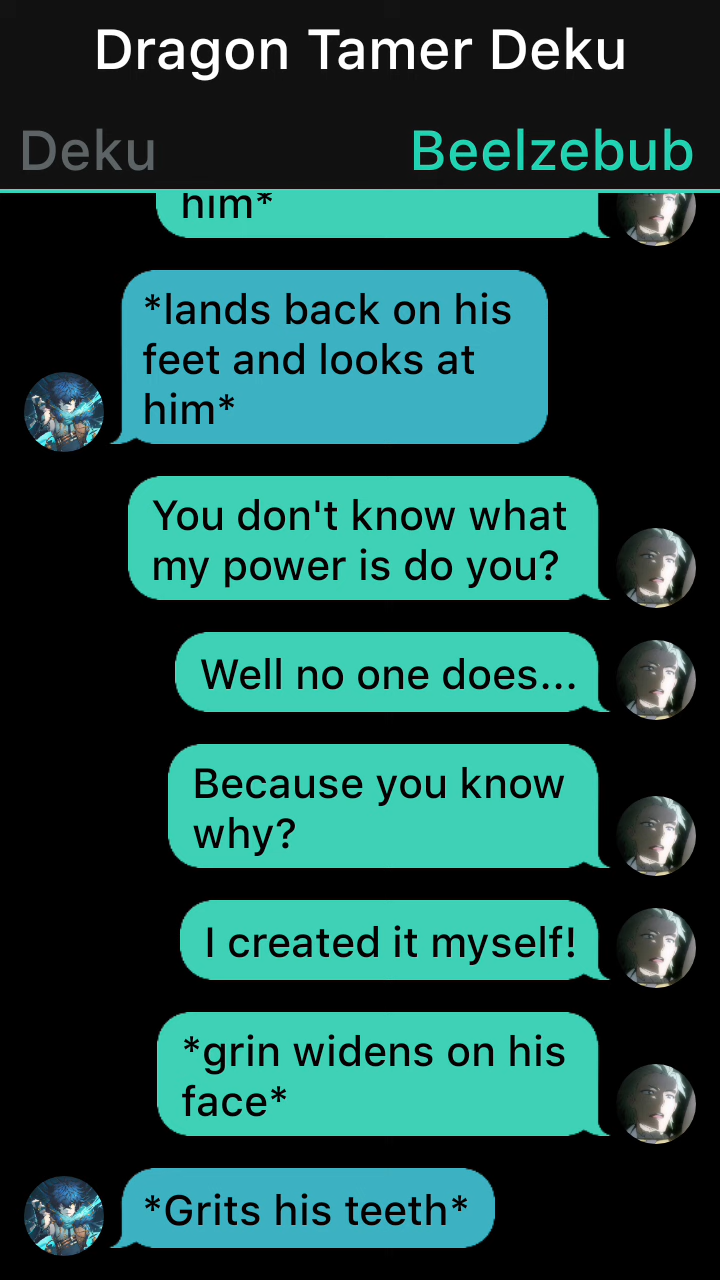 Dragon Tamer Deku
Deku
Beelzebub
him*
*lands back on his
feet and looks at
him*
You don't know what
my power is do you?
Well no one does...
Because you know
why?
I created it myself!
*grin widens on his
face*
*Grits his teeth*